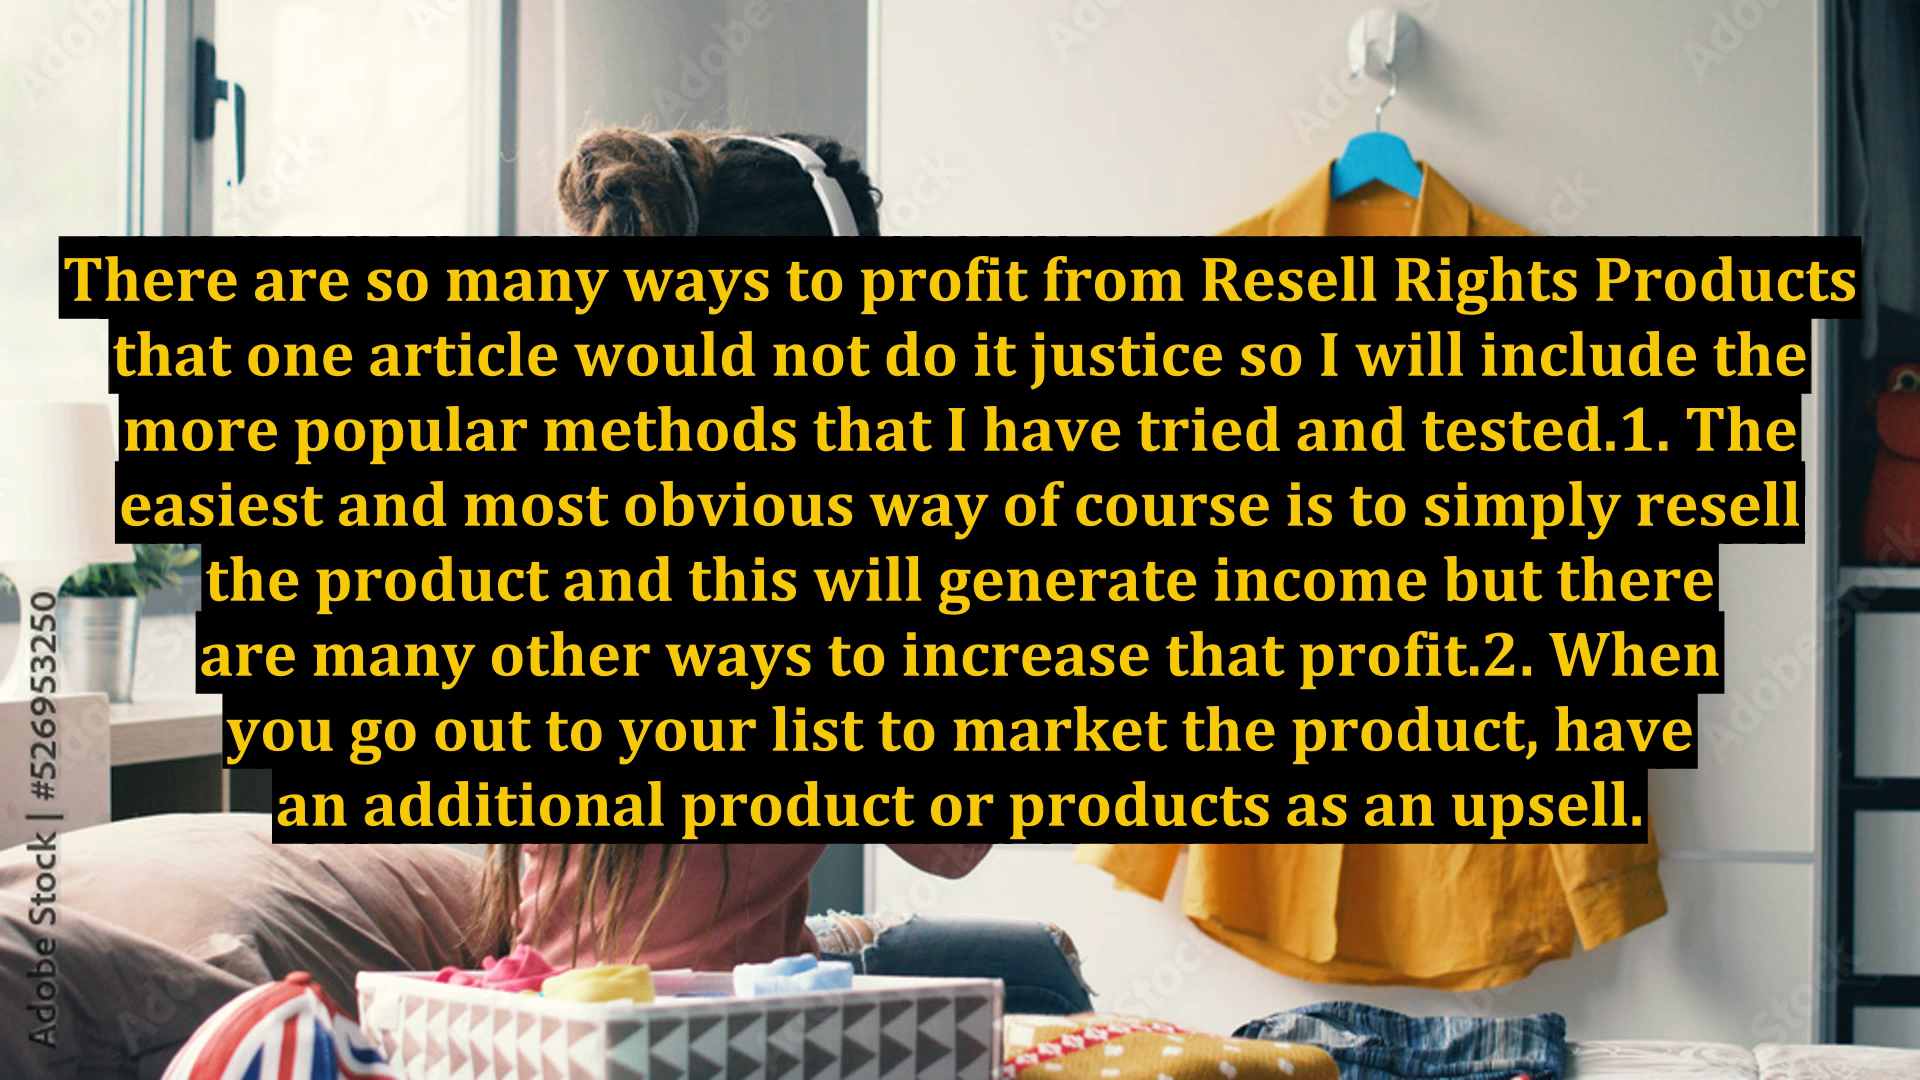 There are so many ways to profit from Resell Rights Products
that one article would not do it justice so I will include the
more popular methods that I have tried and tested.1. The
easiest and most obvious way of course is to simply resell
the product and this will generate income but there
are many other ways to increase that profit.2. When
you go out to your list to market the product, have
an additional product or products as an upsell.
Adobe Stock | #526953250